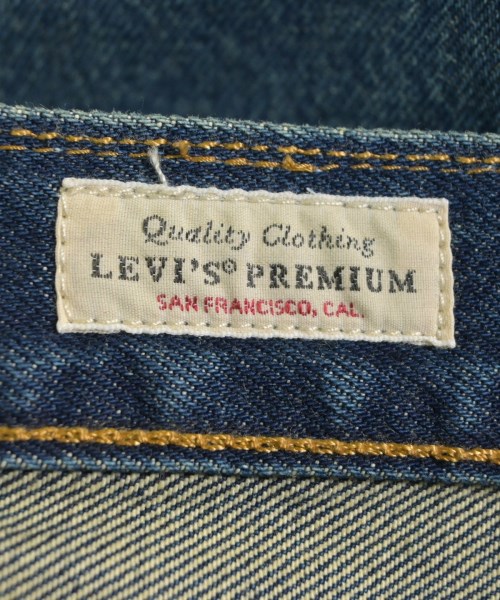 Quality Clothing
LEVI'S® PREMIUM
SAN FRANCISCO, CAL.